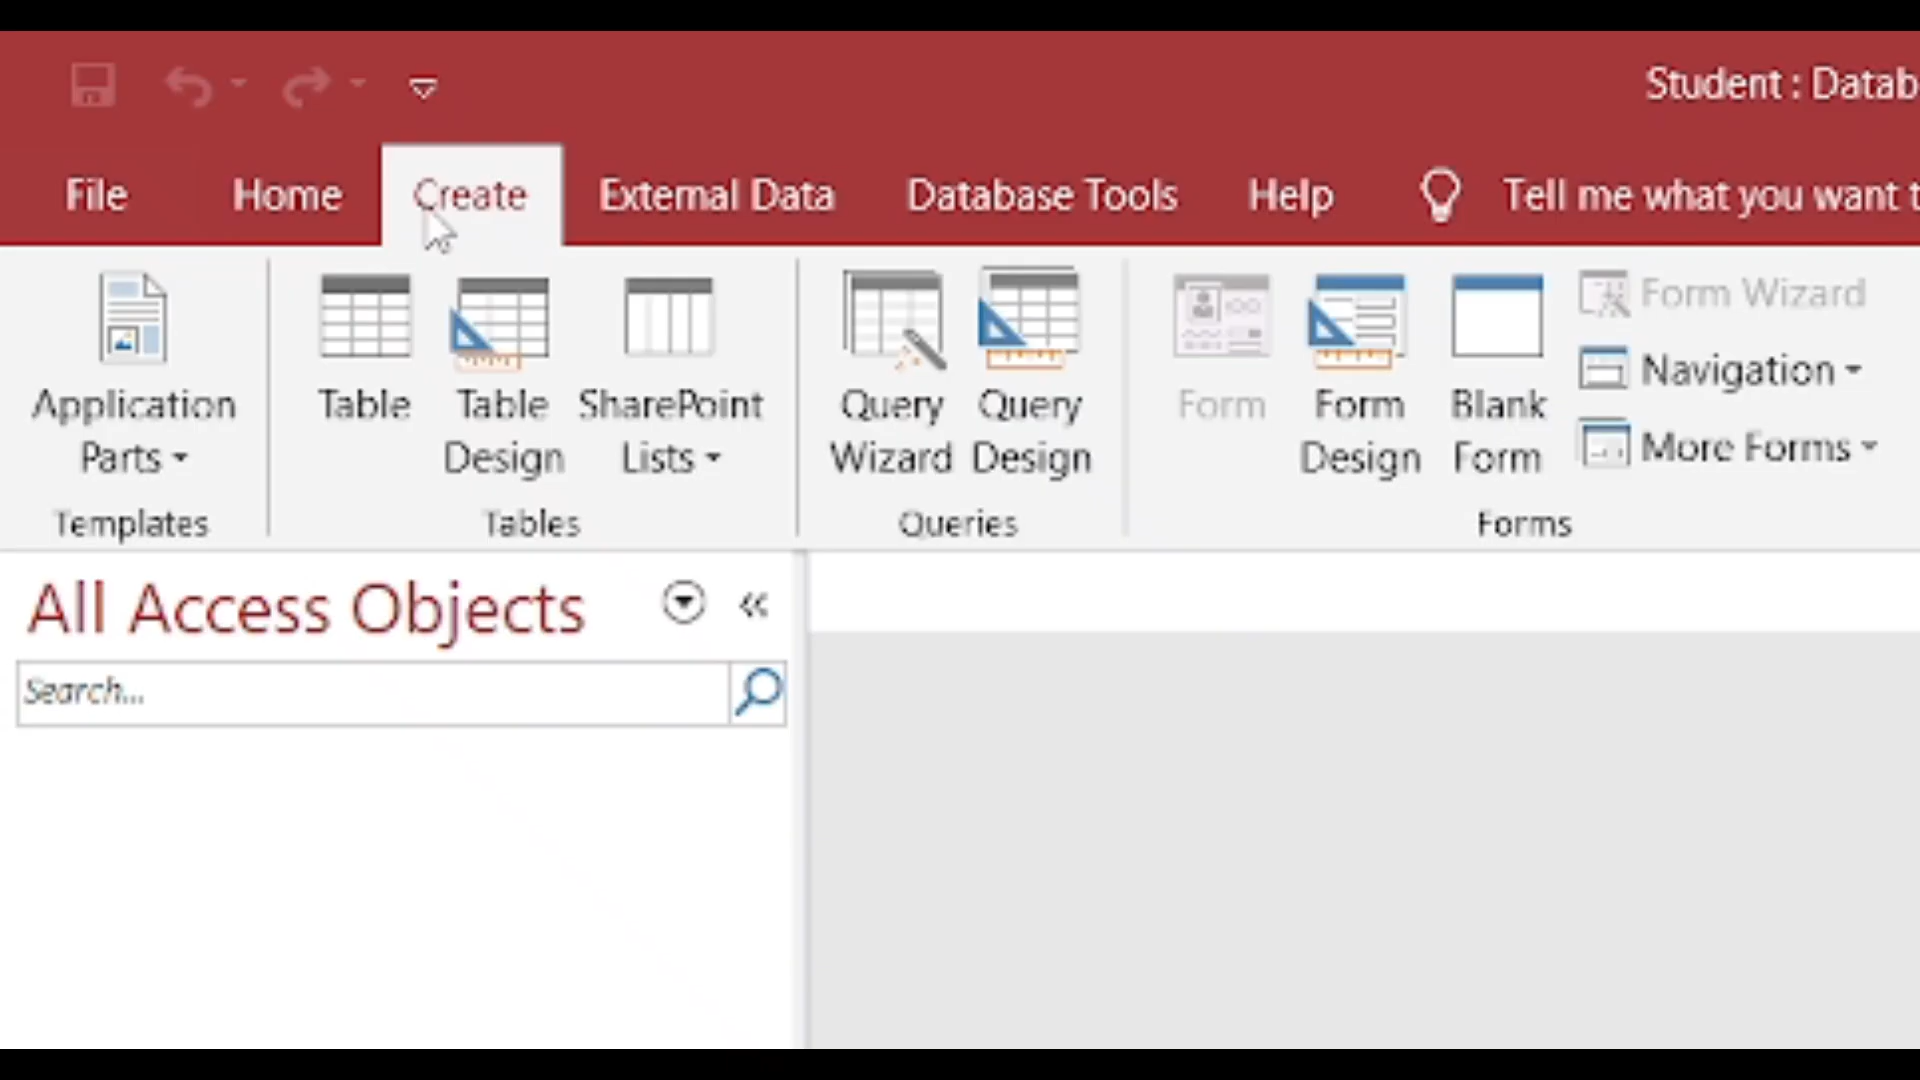 Student : Datab
File Home Create External Data Database Tools Help Tell me what you want t
Application Parts
Table
Table Design
SharePoint Lists
Query Wizard
Query Design
Form
Form Design
Blank Form
Form Wizard
Navigation
More Forms
Templates
Tables
Queries
Forms
All Access Objects
Search...